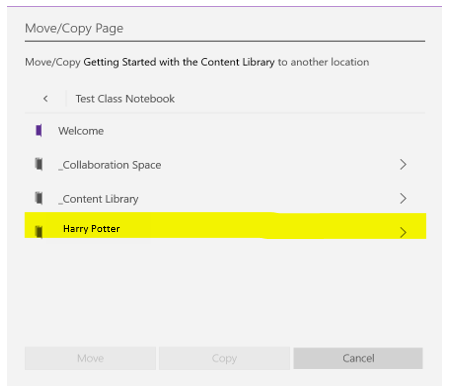 Move/Copy Page
Move/Copy Getting Started with the Content Library to another location
Test Class Notebook
Welcome
_Collaboration Space
_Content Library
Harry Potter
Move Copy Cancel